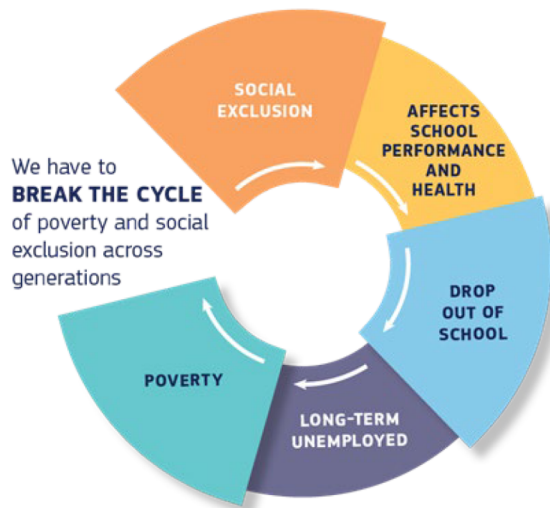 SOCIAL
EXCLUSION
AFFECTS
SCHOOL
PERFORMANCE
AND
HEALTH
We have to
BREAK THE CYCLE
of poverty and social
exclusion across
generations
DROP
OUT OF
SCHOOL
POVERTY
LONG-TERM
UNEMPLOYED